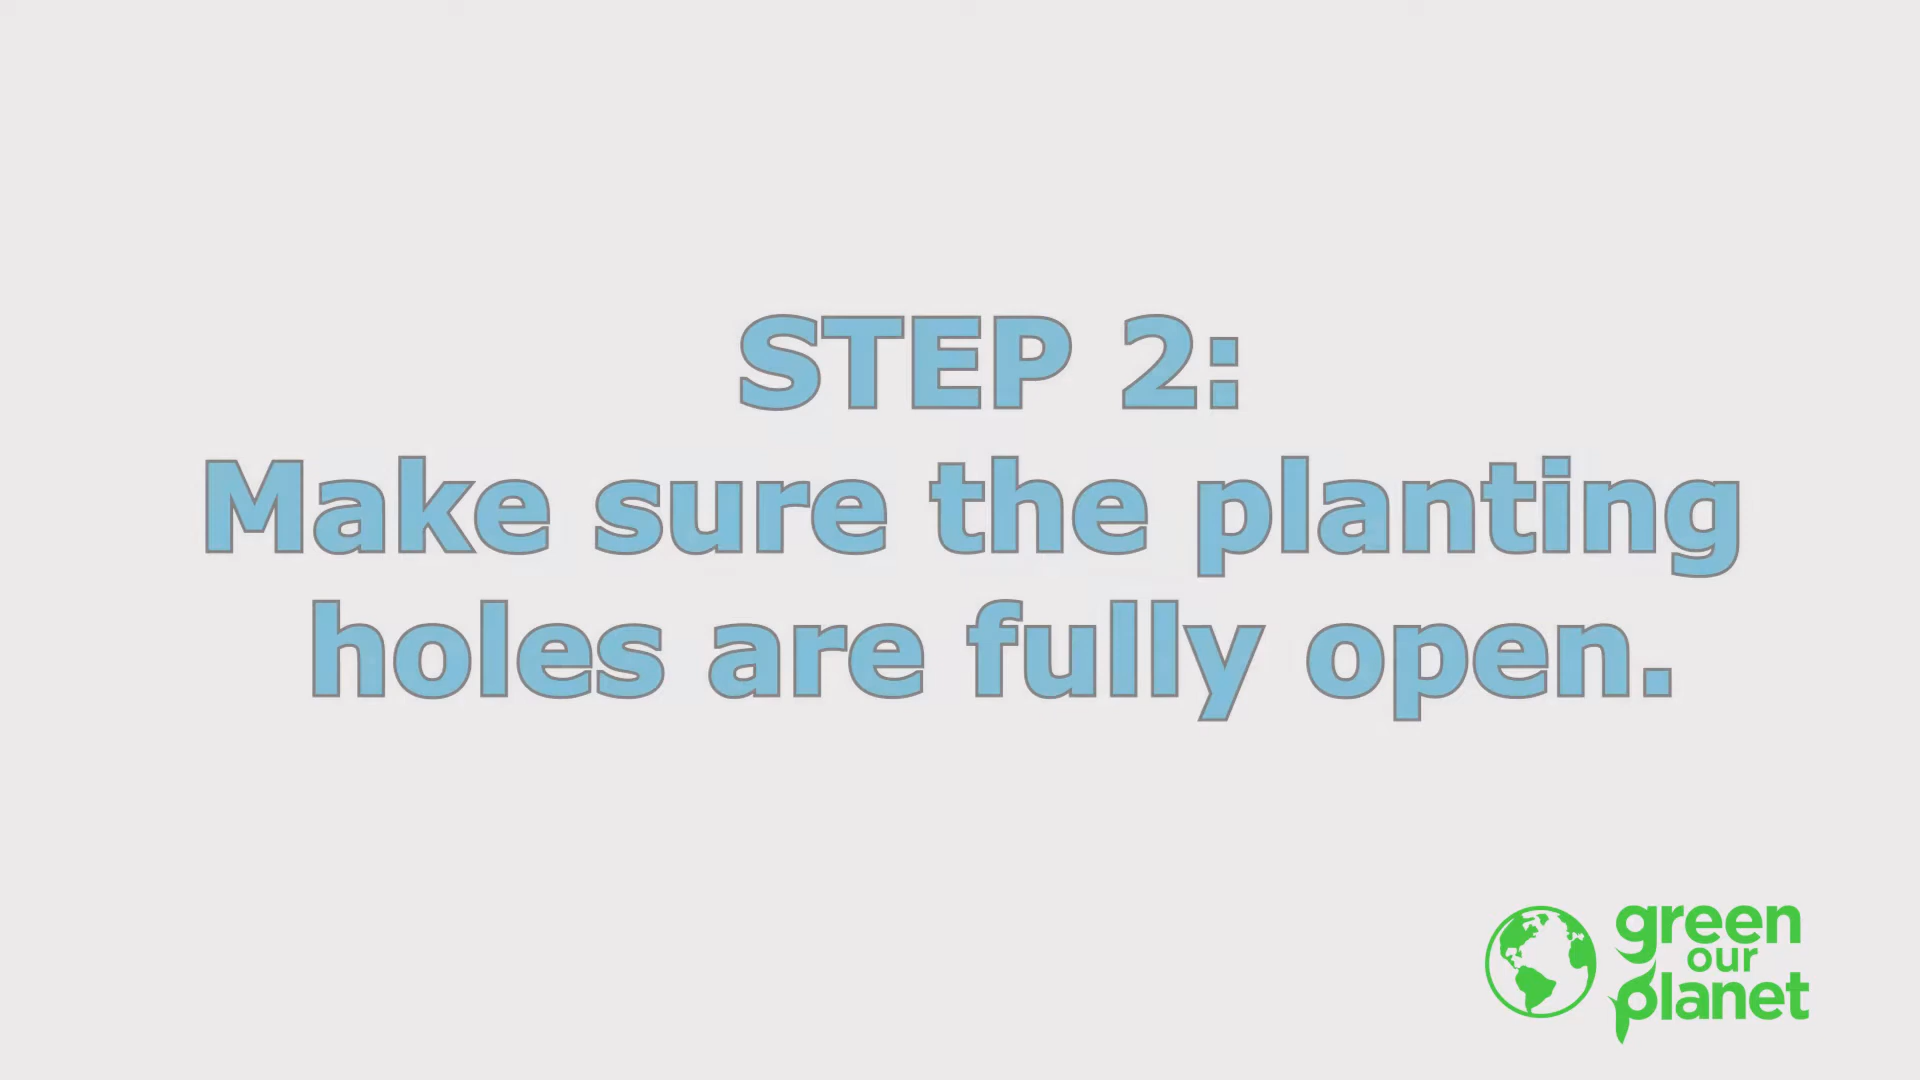 STEP 2:
Make sure the planting
holes are fully open.
green
our
planet